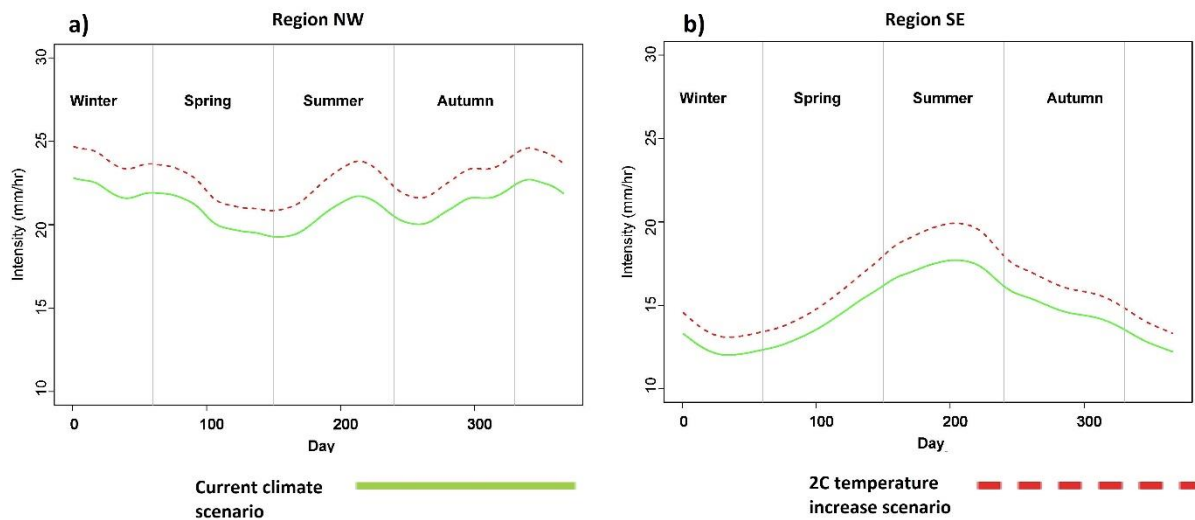 a)
Region NW
30
25
20
15
10
Intensity (mm/hr)
Winter
Spring
Summer
Autumn
0
100
200
300
Day
b)
Region SE
30
25
20
15
10
Intensity (mm/hr)
Winter
Spring
Summer
Autumn
0
100
200
300
Day
Current climate
scenario
2C temperature
increase scenario